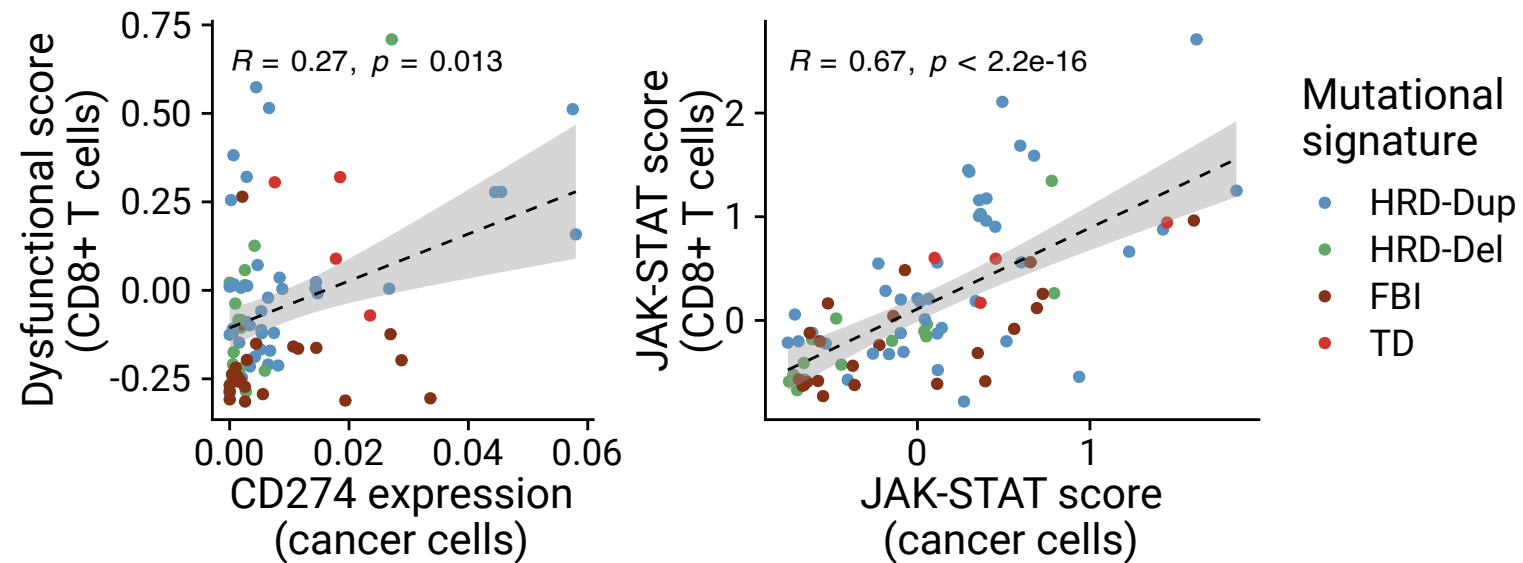 Dysfunctional score
(CD8+ T cells)
0.75
0.50
0.25
0.00
-0.25
R = 0.27, p = 0.013
0.00 0.02 0.04 0.06
CD274 expression
(cancer cells)
JAK-STAT score
(CD8+ T cells)
2
1
0
R = 0.67, p < 2.2e-16
0 1
JAK-STAT score
(cancer cells)
Mutational
signature
HRD-Dup
HRD-Del
FBI
TD